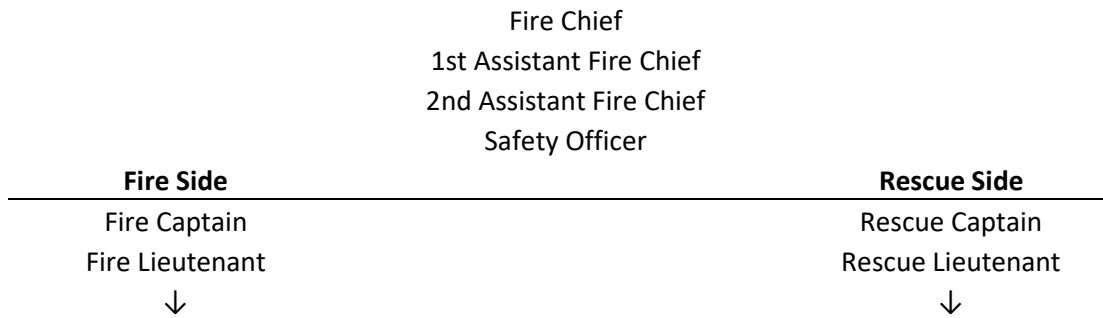 Fire Chief
1st Assistant Fire Chief
2nd Assistant Fire Chief
Safety Officer
Fire Side Rescue Side
Fire Captain Rescue Captain
Fire Lieutenant Rescue Lieutenant
↓ ↓